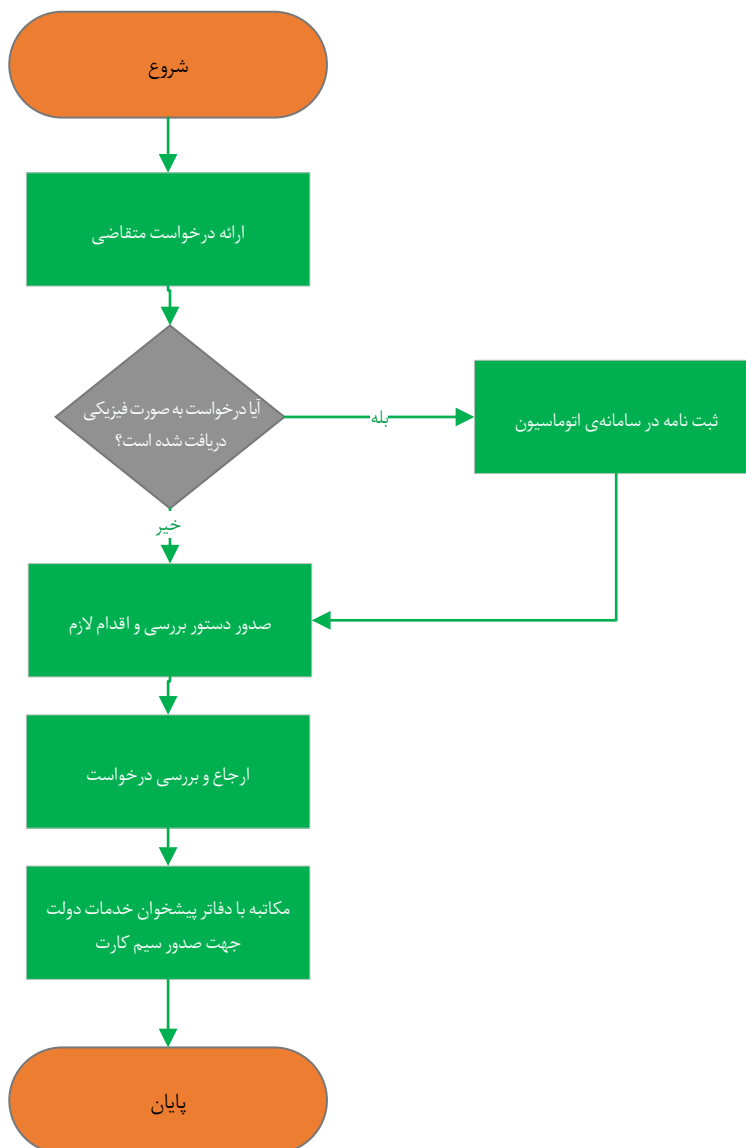 شروع
ارائه درخواست متقاضی
آیا درخواست به صورت فیزیکی
دریافت شده است؟
بله
ثبت نامه در سامانه‌ی اتوماسیون
خیر
صدور دستور بررسی و اقدام لازم
ارجاع و بررسی درخواست
مکاتبه با دفاتر پیشخوان خدمات دولت
جهت صدور سیم کارت
پایان